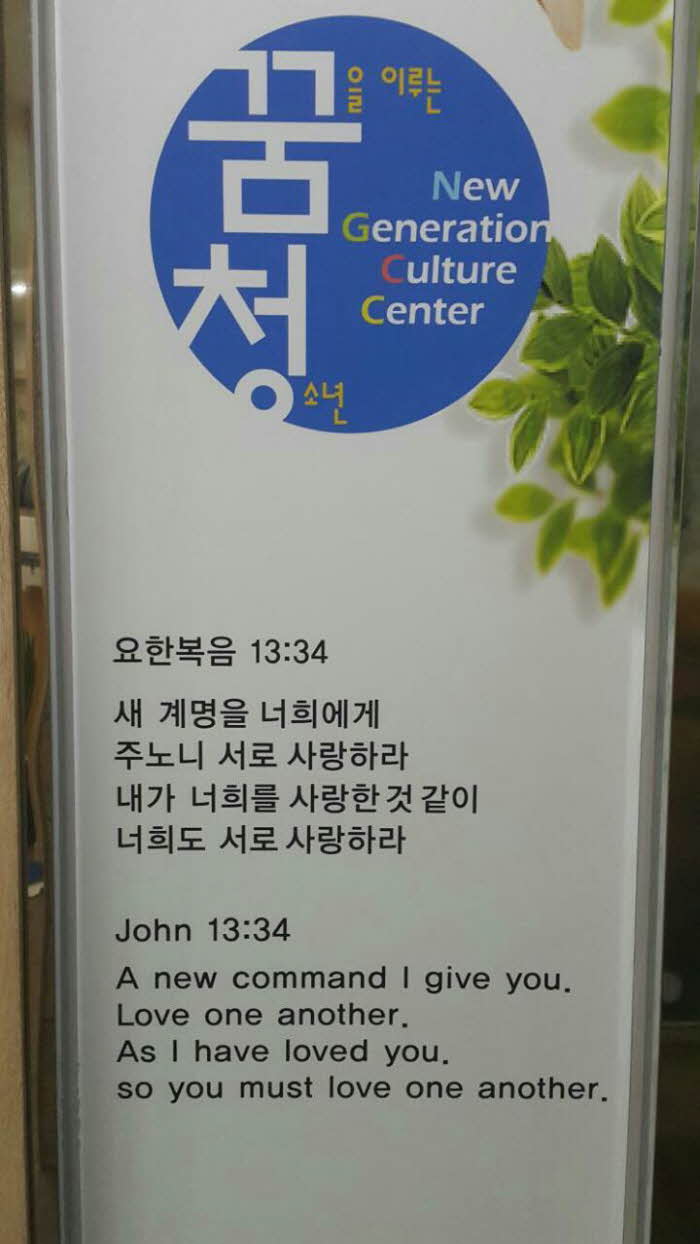 꿈을 이루는
New
Generation
Culture
Center
청소년
요한복음 13:34
새 계명을 너희에게
주노니 서로 사랑하라
내가 너희를 사랑한것 같이
너희도 서로 사랑하라
John 13:34
A new command I give you.
Love one another.
As I have loved you.
so you must love one another.